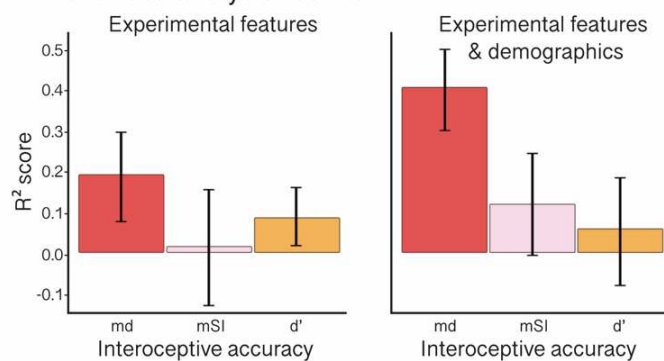 Experimental features
Experimental features
& demographics
R² score
0.5
0.4
0.3
0.2
0.1
0.0
-0.1
md mSI d'
Interoceptive accuracy
md mSI d'
Interoceptive accuracy